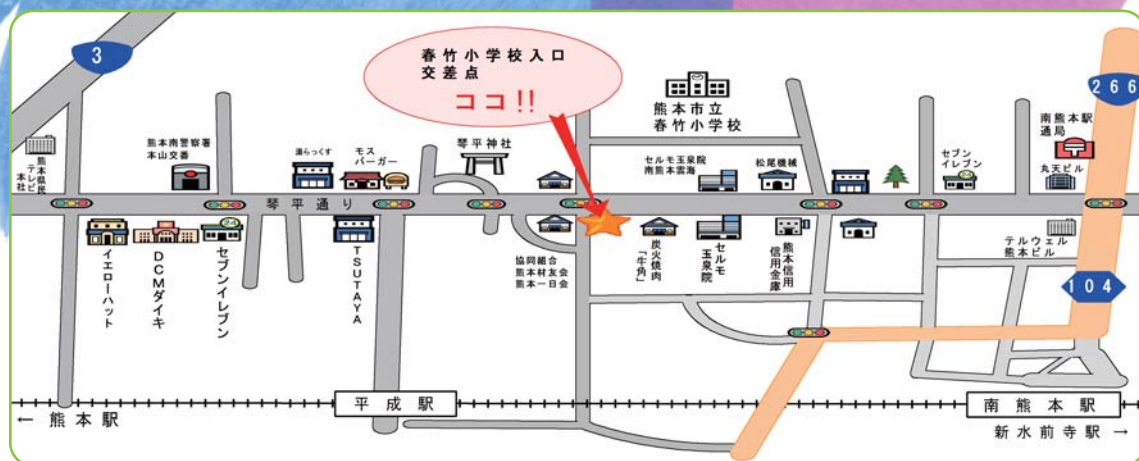 3
春竹小学校入口
交差点
ココ!!
266
熊本市立
春竹小学校
南熊本駅
通局
熊本南警察署
本山交番
湯らっくす
モス
バーガー
琴平神社
セルモ玉泉院
南熊本雲海
松尾機械
セブン
イレブン
丸天ビル
熊本県民
テレビ
本社
琴平通り
24
イエローハット
DCMダイキ
セブンイレブン
TSUTAYA
協同組合
熊本材友会
熊本一日会
炭火焼肉
「牛角」
セルモ
玉泉院
熊本信用
信用金庫
テルウェル
熊本ビル
104
← 熊本駅
平成駅
南熊本駅
新水前寺駅 →